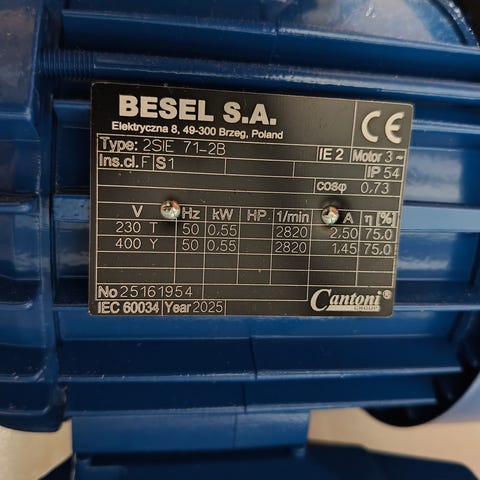 BESEL S.A.
Elektryczna 8, 49-300 Brzeg, Poland
CE
Type: 2SIE 71-2B IE 2 Motor 3 ~
Ins.cl. F S1 IP 54
cosφ 0,73
V Hz kW HP 1/min A η [%]
230 T 50 0,55 2820 2,50 75,0
400 Y 50 0,55 2820 1,45 75,0
No 25161954
IEC 60034 Year 2025
Cantoni®
GROUP